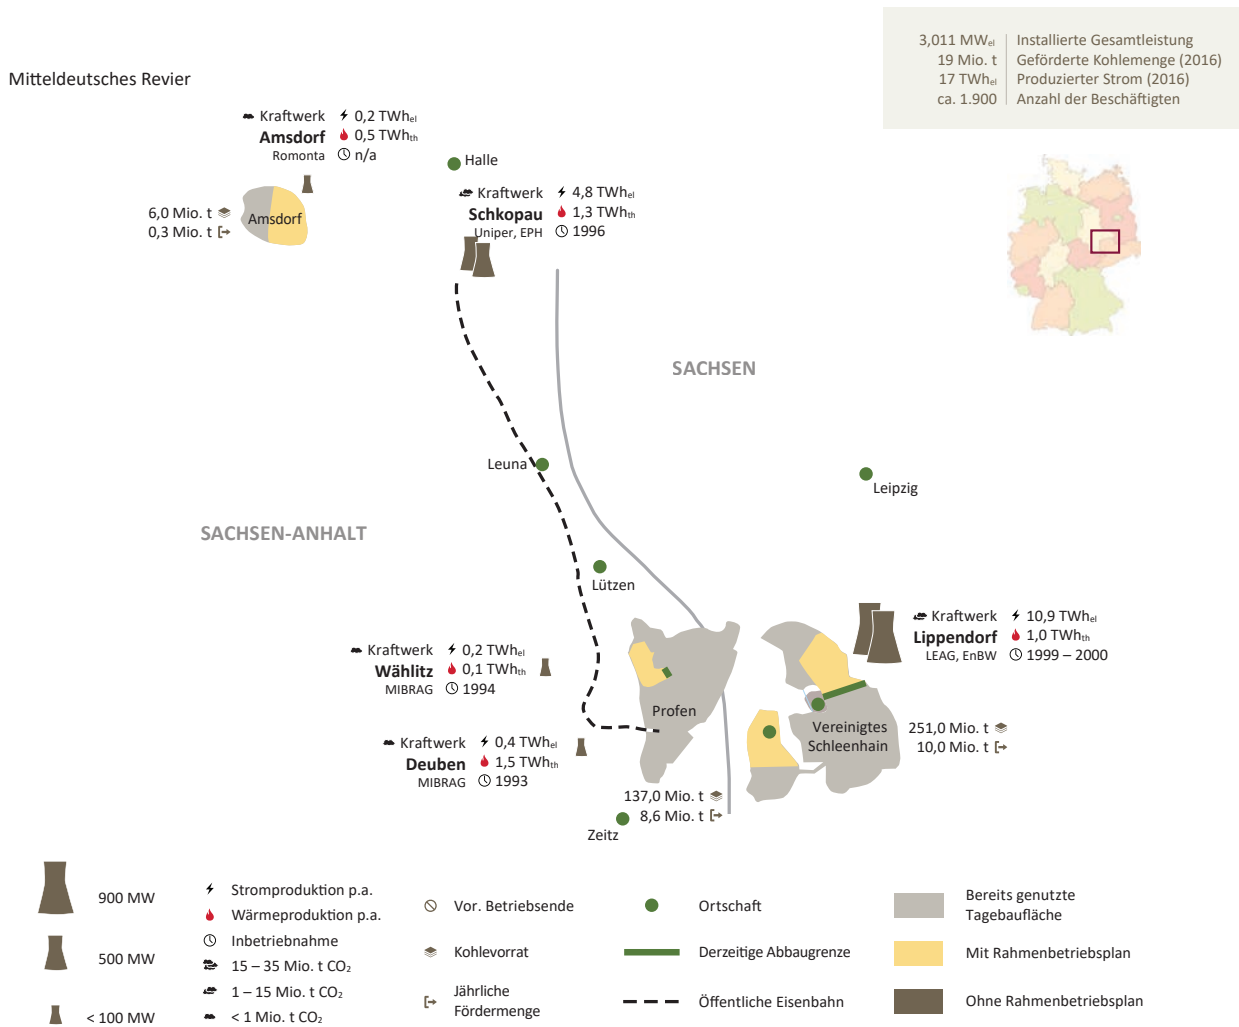 3,011 MWel Installierte Gesamtleistung
19 Mio. t Geförderte Kohlemenge (2016)
17 TWhel Produzierter Strom (2016)
ca. 1.900 Anzahl der Beschäftigten
Mitteldeutsches Revier
Kraftwerk 0,2 TWhel
Amsdorf 0,5 TWhth
Romonta n/a
Halle
Kraftwerk 4,8 TWhel
Schkopau 1,3 TWhth
Uniper, EPH 1996
6,0 Mio. t
0,3 Mio. t
Amsdorf
SACHSEN
Leuna
Leipzig
SACHSEN-ANHALT
Lützen
Kraftwerk 10,9 TWhel
Lippendorf 1,0 TWhth
LEAG, EnBW 1999 – 2000
Kraftwerk 0,2 TWhel
Wählitz 0,1 TWhth
MIBRAG 1994
Profen
Vereinigtes
Schleenhain
251,0 Mio. t
10,0 Mio. t
Kraftwerk 0,4 TWhel
Deuben 1,5 TWhth
MIBRAG 1993
137,0 Mio. t
8,6 Mio. t
Zeitz
900 MW
500 MW
< 100 MW
Stromproduktion p.a.
Wärmeproduktion p.a.
Inbetriebnahme
15 – 35 Mio. t CO2
1 – 15 Mio. t CO2
< 1 Mio. t CO2
Vor. Betriebsende
Kohlevorrat
Jährliche
Fördermenge
Ortschaft
Derzeitige Abbaugrenze
Öffentliche Eisenbahn
Bereits genutzte
Tagebaufläche
Mit Rahmenbetriebsplan
Ohne Rahmenbetriebsplan